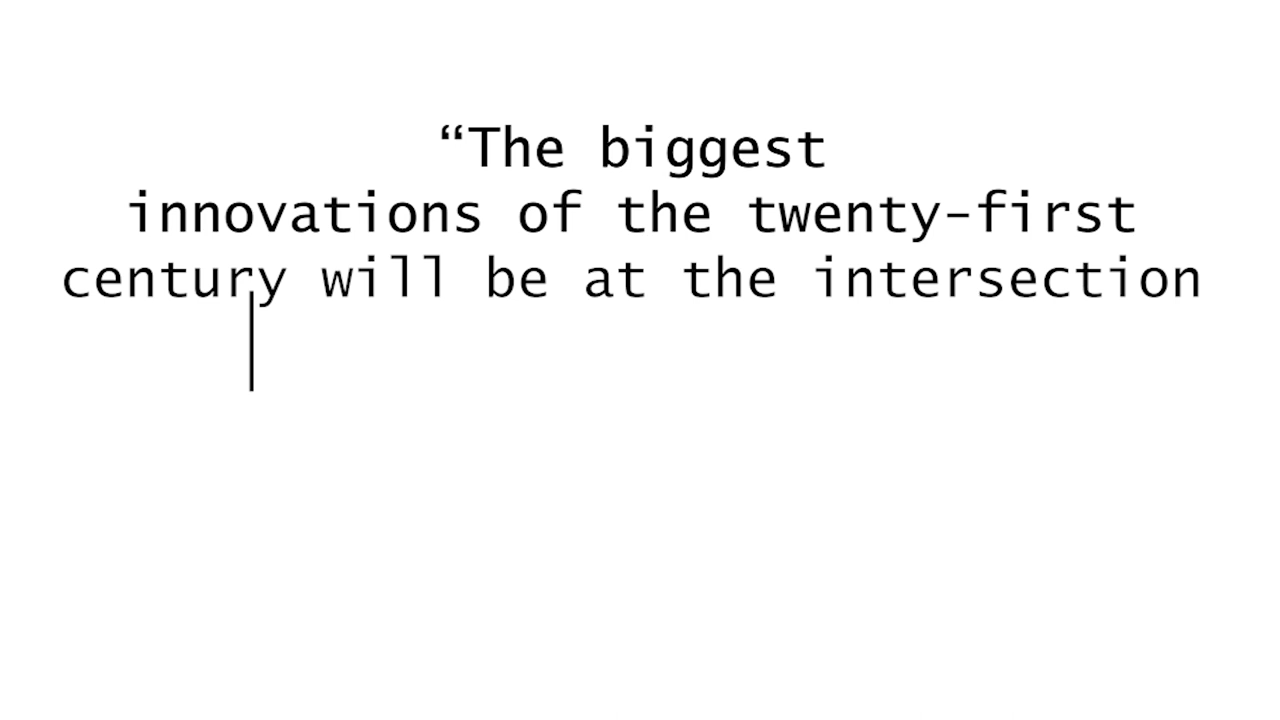 “The biggest
innovations of the twenty-first
century will be at the intersection